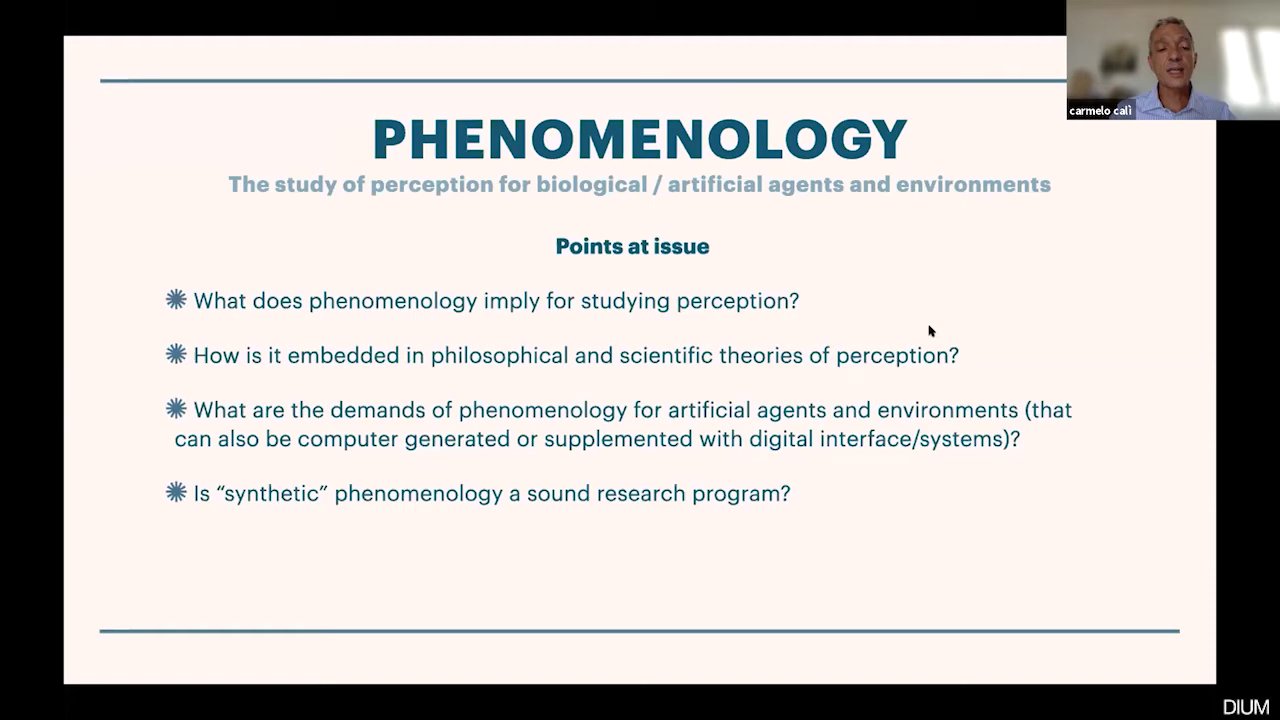 carmelo calì
PHENOMENOLOGY
The study of perception for biological / artificial agents and environments
Points at issue
What does phenomenology imply for studying perception?
How is it embedded in philosophical and scientific theories of perception?
What are the demands of phenomenology for artificial agents and environments (that
can also be computer generated or supplemented with digital interface/systems)?
Is “synthetic” phenomenology a sound research program?
DIUM